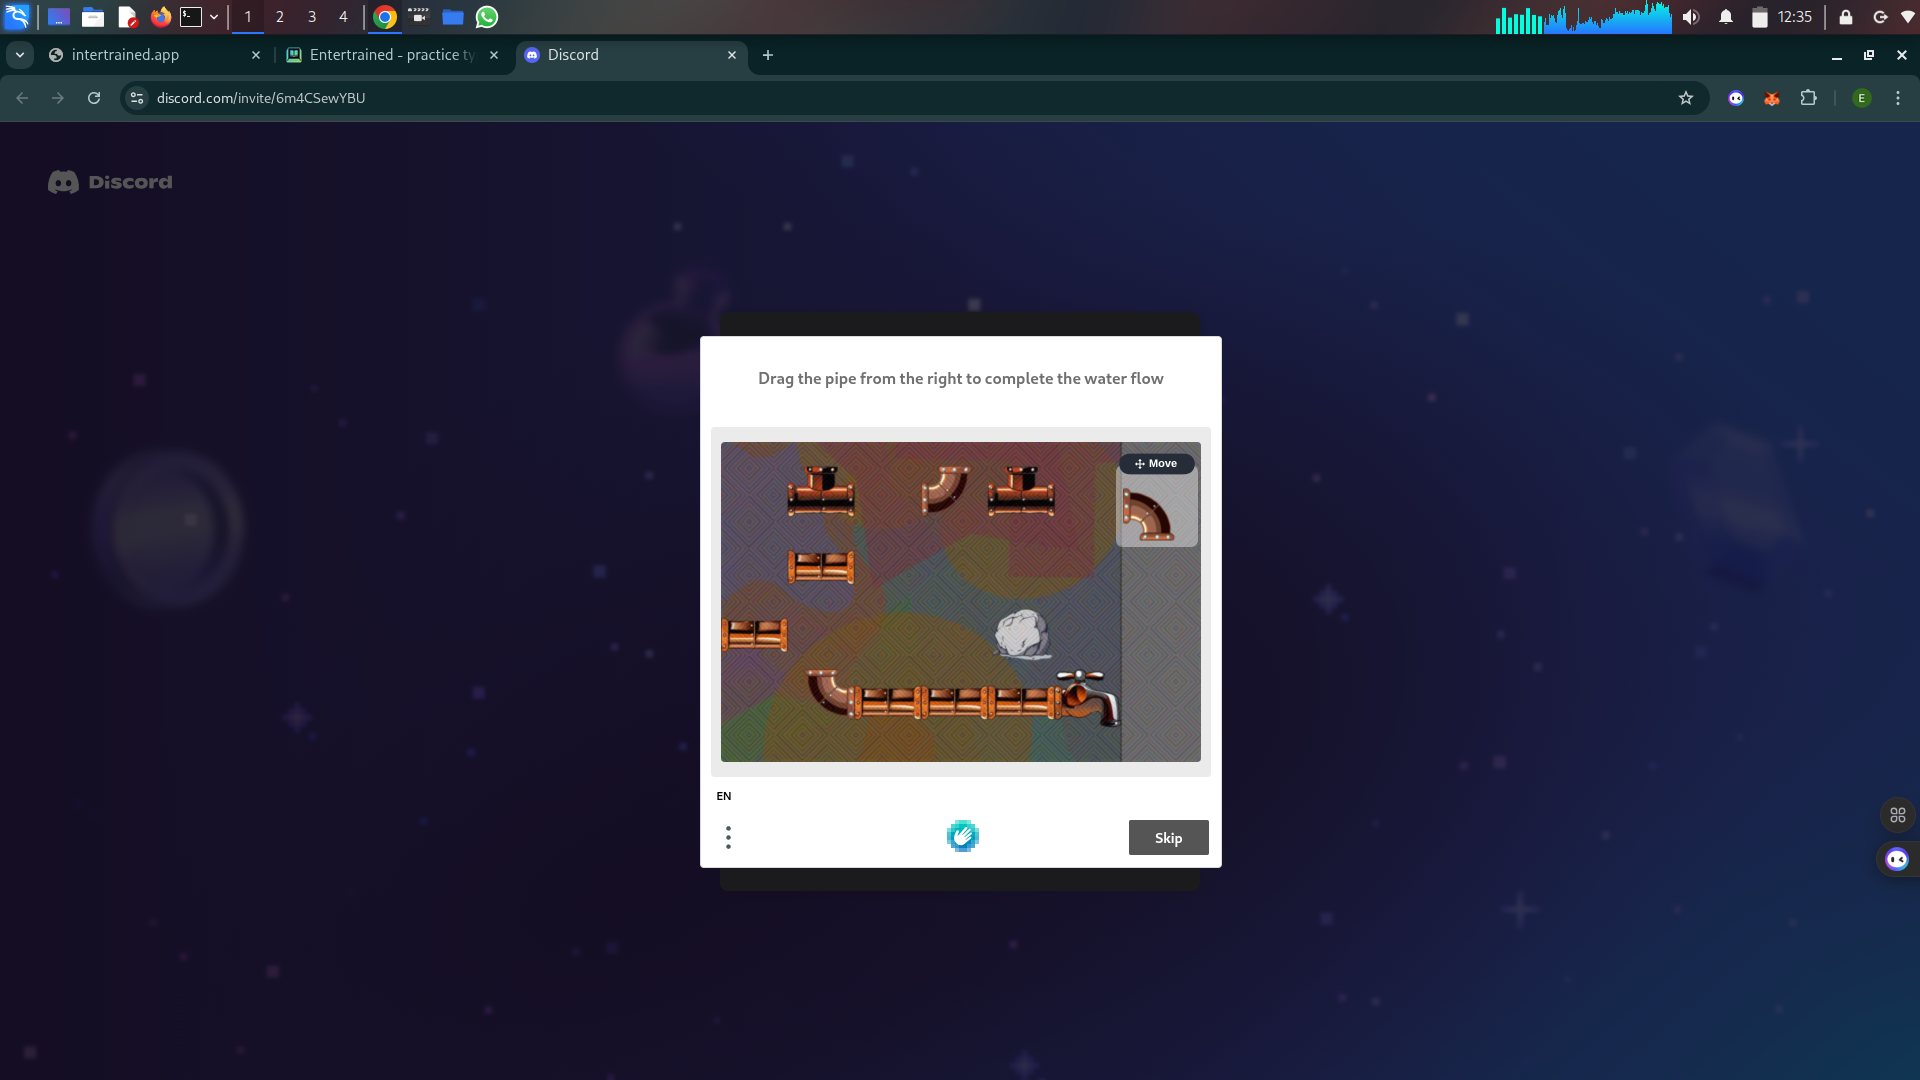 1
2
3
4
12:35
intertrained.app
Entertrained - practice ty
Discord
discord.com/invite/6m4CSewYBU
E
Discord
Drag the pipe from the right to complete the water flow
Move
EN
Skip